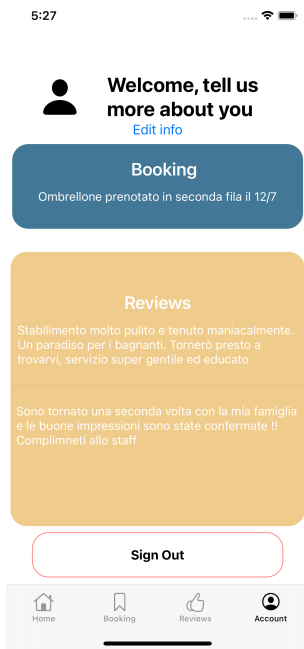 5:27
Welcome, tell us
more about you
Edit info
Booking
Ombrellone prenotato in seconda fila il 12/7
Reviews
Stabilimento molto pulito e tenuto maniacalmente.
Un paradiso per i bagnanti. Tornerò presto a
trovarvi, servizio super gentile ed educato
Sono tornato una seconda volta con la mia famiglia
e le buone impressioni sono state confermate !!
Complimneti allo staff
Sign Out
Home
Booking
Reviews
Account